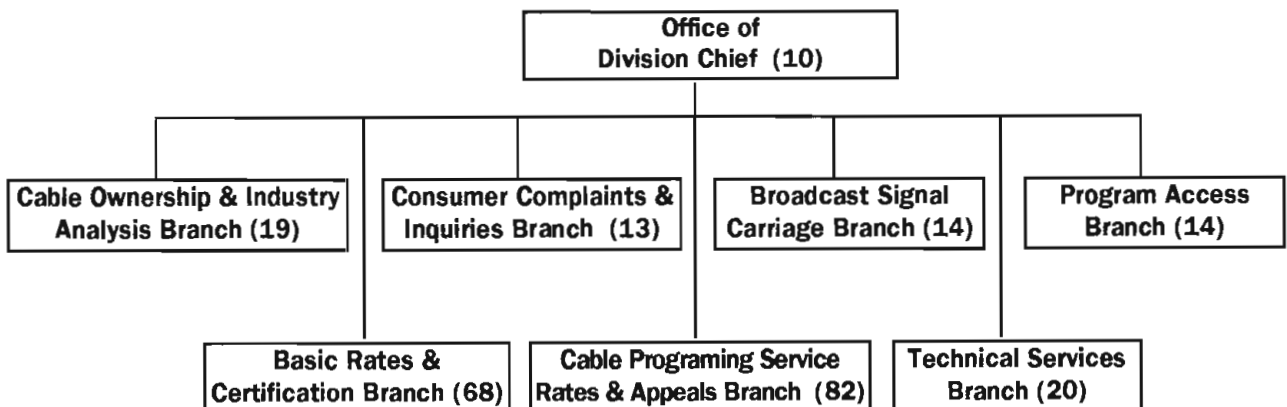 Office of
Division Chief (10)
Cable Ownership & Industry
Analysis Branch (19)
Consumer Complaints &
Inquiries Branch (13)
Broadcast Signal
Carriage Branch (14)
Program Access
Branch (14)
Basic Rates &
Certification Branch (68)
Cable Programing Service
Rates & Appeals Branch (82)
Technical Services
Branch (20)